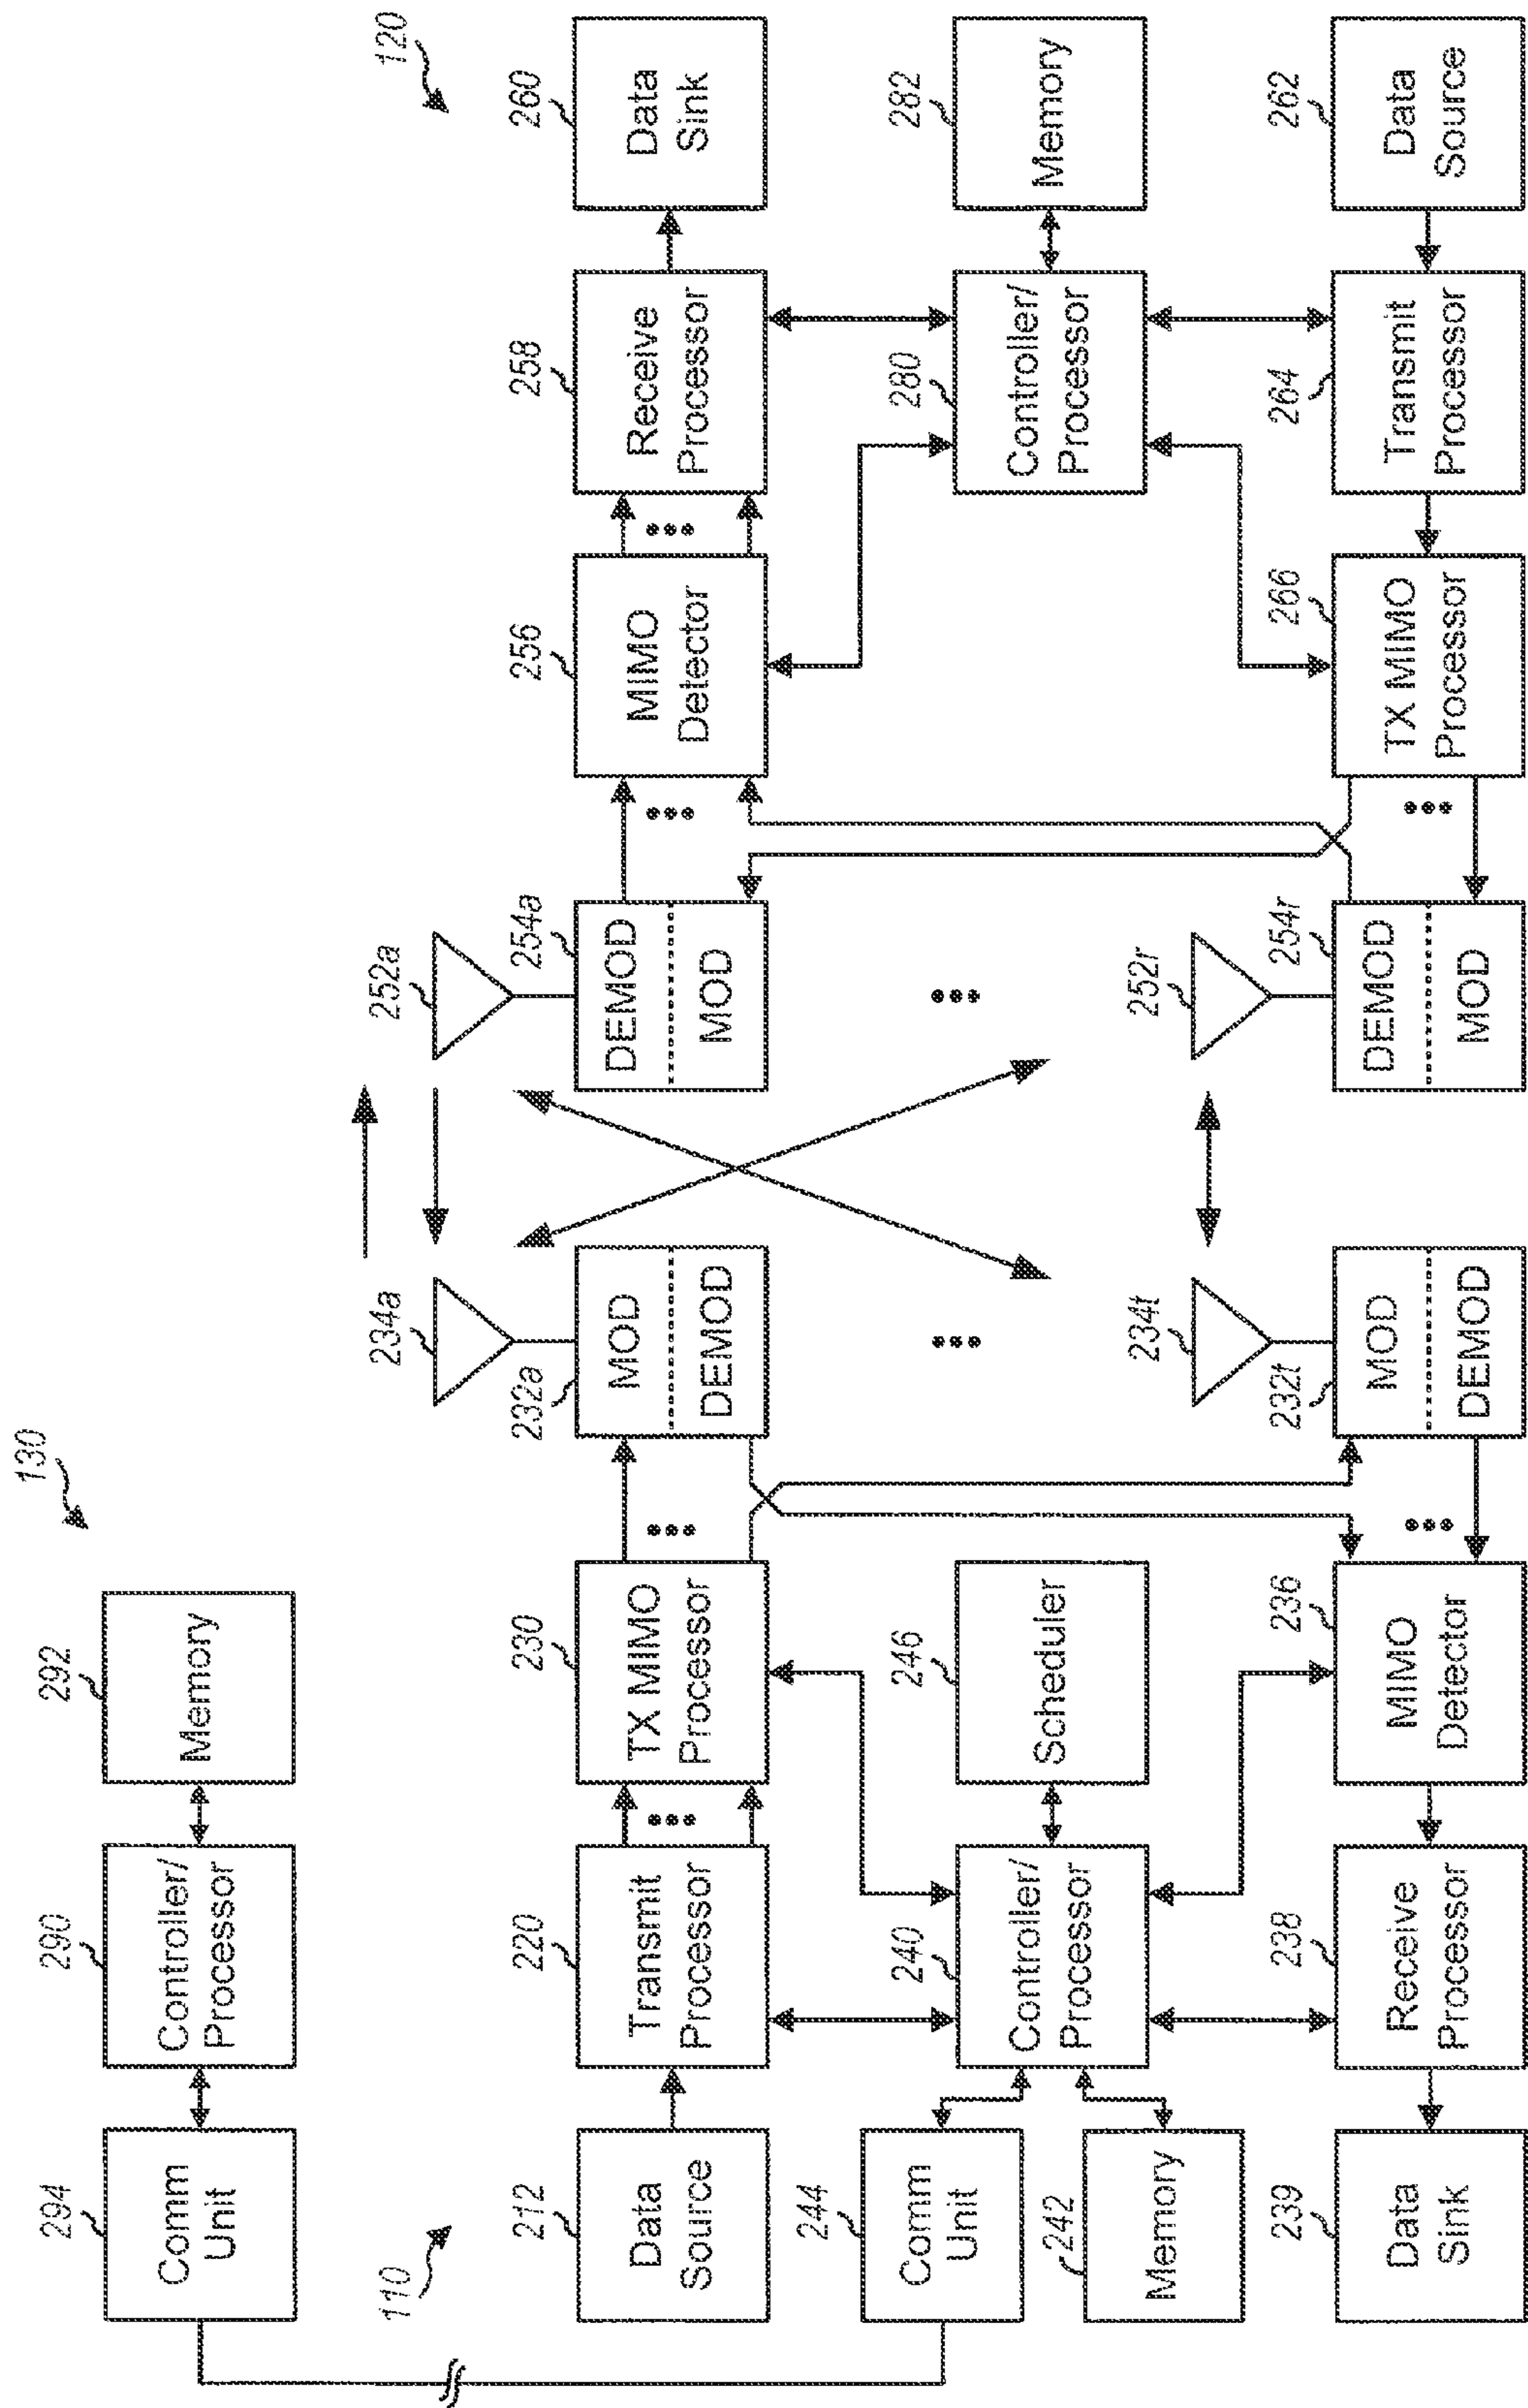 130
294
Comm
Unit
290
Controller/
Processor
292
Memory
110
120
212
Data
Source
220
Transmit
Processor
230
TX MIMO
Processor
232a
MOD
DEMOD
234a
252a
254a
DEMOD
MOD
256
MIMO
Detector
258
Receive
Processor
260
Data
Sink
244
Comm
Unit
242
Memory
240
Controller/
Processor
246
Scheduler
280
Controller/
Processor
282
Memory
239
Data
Sink
238
Receive
Processor
236
MIMO
Detector
232t
MOD
DEMOD
234t
252r
254r
DEMOD
MOD
266
TX MIMO
Processor
264
Transmit
Processor
262
Data
Source